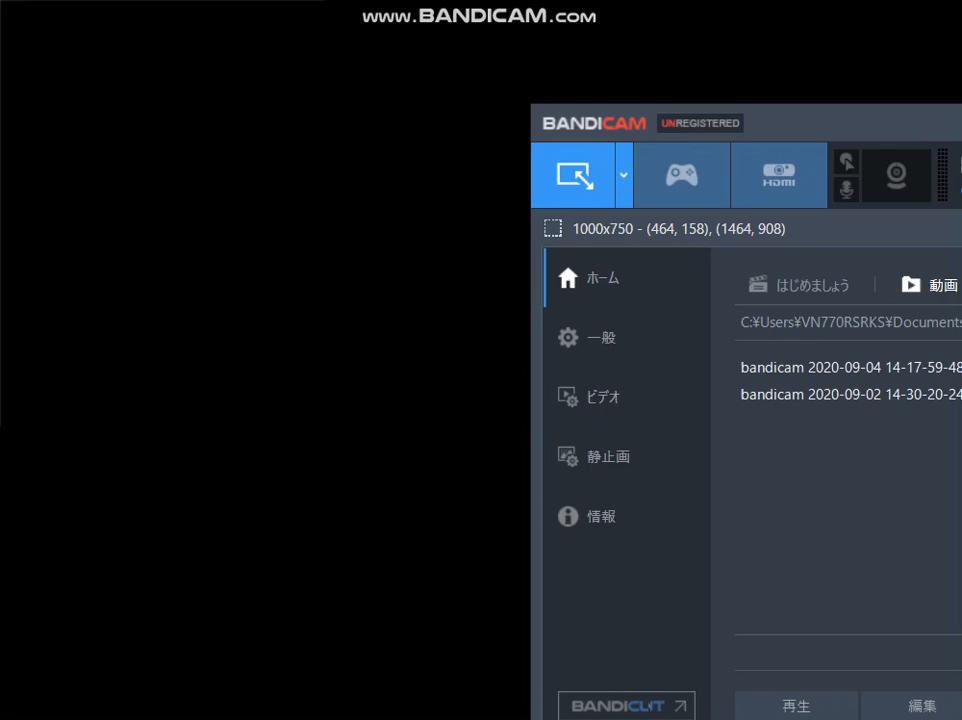 www.BANDICAM.com
BANDICAM UNREGISTERED
HDMI
1000x750 - (464, 158), (1464, 908)
ホーム
はじめましょう
動画
C:¥Users¥VN770RSRKS¥Documents
一般
bandicam 2020-09-04 14-17-59-48
ビデオ
bandicam 2020-09-02 14-30-20-24
静止画
情報
BANDICUT
再生
編集